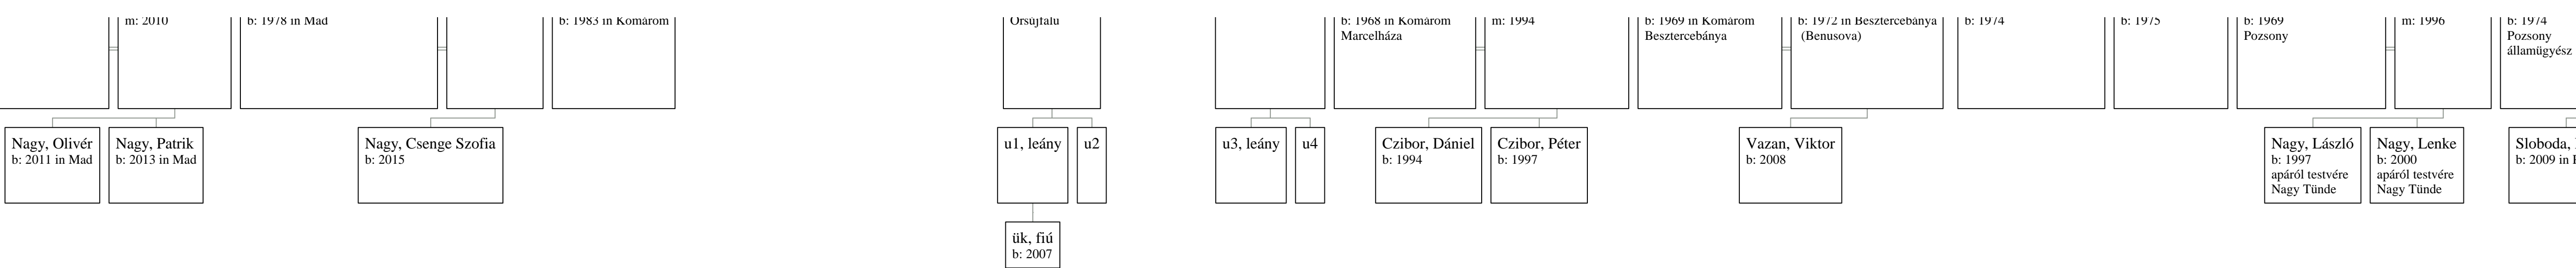 m: 2010
b: 1978 in Mad
b: 1983 in Komárom
Örsújfalu
b: 1968 in Komárom
Marcelháza
m: 1994
b: 1969 in Komárom
Besztercebánya
b: 1972 in Besztercebánya
(Benusova)
b: 1974
b: 1975
b: 1969
Pozsony
m: 1996
b: 1974
Pozsony
államügyész
Nagy, Olivér
b: 2011 in Mad
Nagy, Patrik
b: 2013 in Mad
Nagy, Csenge Szofia
b: 2015
u1, leány
u2
u3, leány
u4
Czibor, Dániel
b: 1994
Czibor, Péter
b: 1997
Vazan, Viktor
b: 2008
Nagy, László
b: 1997
apáról testvére
Nagy Tünde
Nagy, Lenke
b: 2000
apáról testvére
Nagy Tünde
Sloboda,
b: 2009 in
ük, fiú
b: 2007